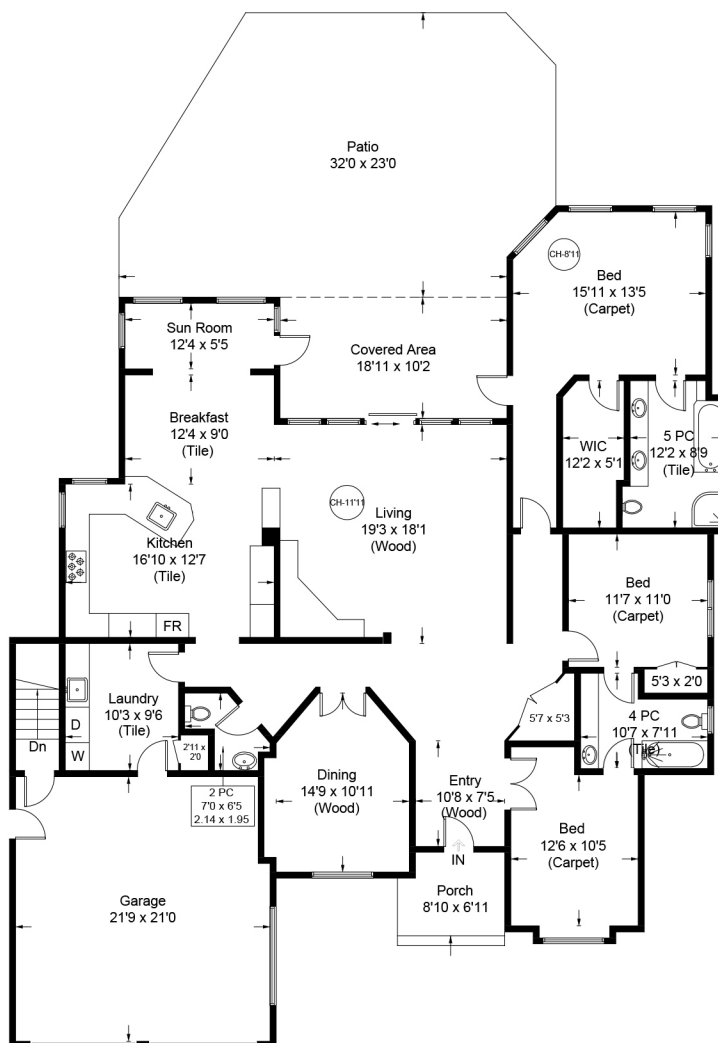 Patio
32'0 x 23'0
CH-8'11
Bed
15'11 x 13'5
(Carpet)
Sun Room
12'4 x 5'5
Covered Area
18'11 x 10'2
Breakfast
12'4 x 9'0
(Tile)
WIC
12'2 x 5'1
5 PC
12'2 x 8'9
(Tile)
CH-11'11
Living
19'3 x 18'1
(Wood)
Kitchen
16'10 x 12'7
(Tile)
FR
Bed
11'7 x 11'0
(Carpet)
5'3 x 2'0
Laundry
10'3 x 9'6
(Tile)
D
W
Dn
2'11 x
2'0
5'7 x 5'3
4 PC
10'7 x 7'11
(Tile)
2 PC
7'0 x 6'5
2.14 x 1.95
Dining
14'9 x 10'11
(Wood)
Entry
10'8 x 7'5
(Wood)
IN
Bed
12'6 x 10'5
(Carpet)
Porch
8'10 x 6'11
Garage
21'9 x 21'0